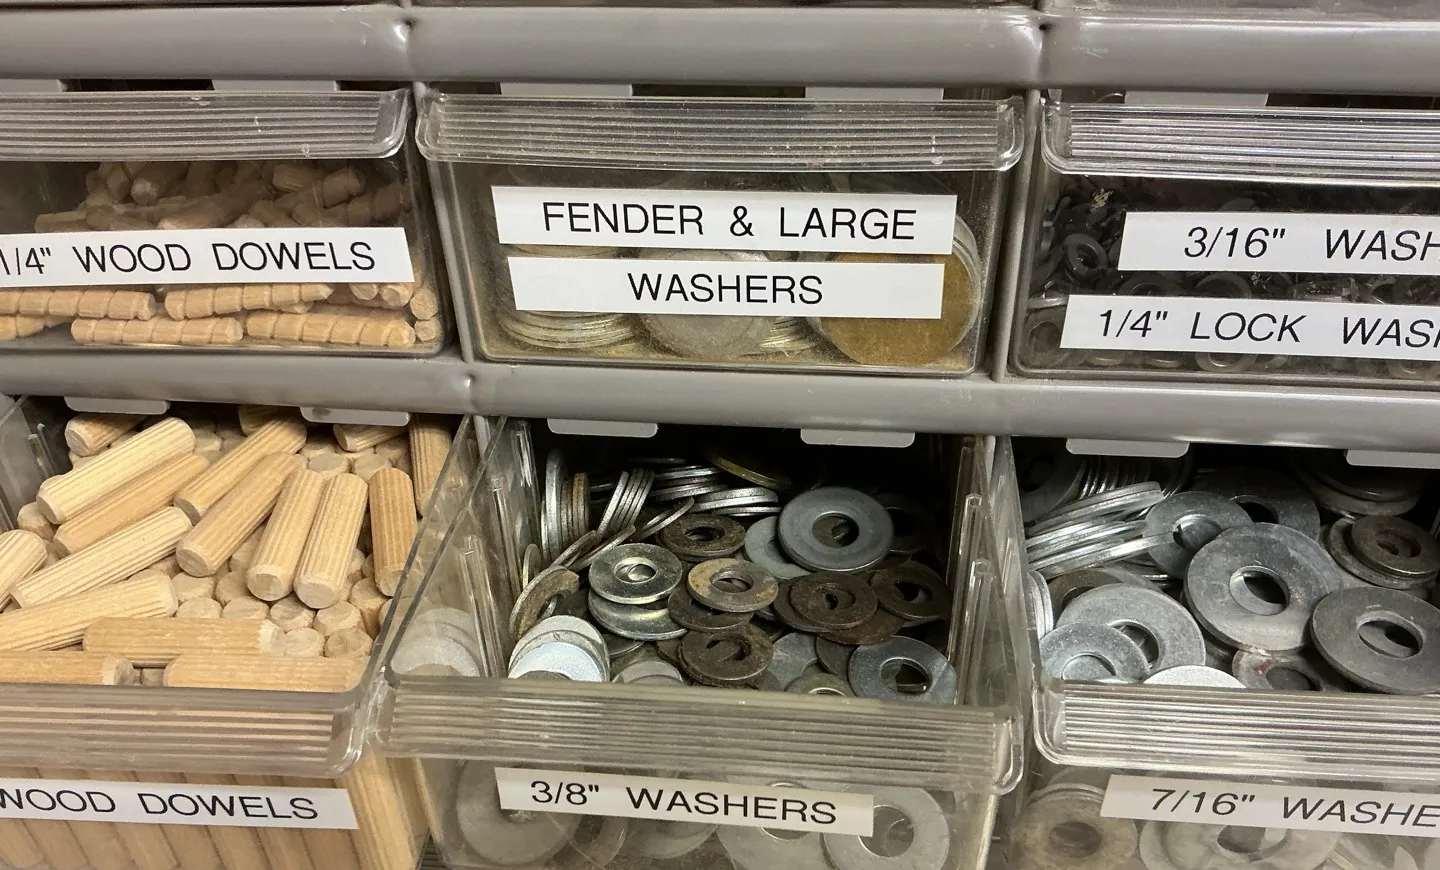 1/4" WOOD DOWELS
FENDER & LARGE
WASHERS
3/16" WASH
1/4" LOCK WASH
WOOD DOWELS
3/8" WASHERS
7/16" WASHE